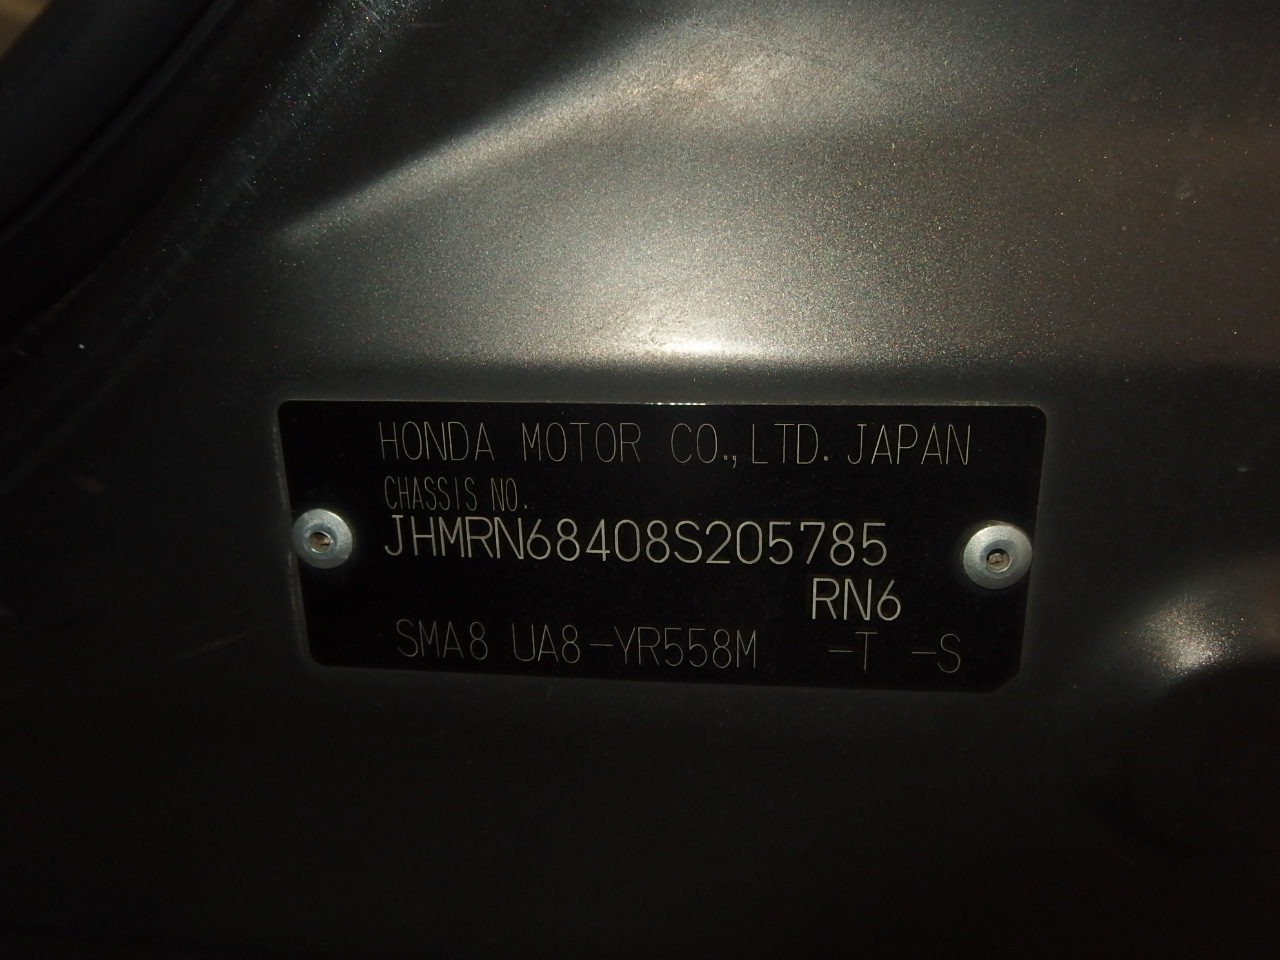 HONDA MOTOR CO.,LTD. JAPAN
CHASSIS NO.
JHMRN68408S205785
RN6
SMA8 UA8-YR558M -T -S